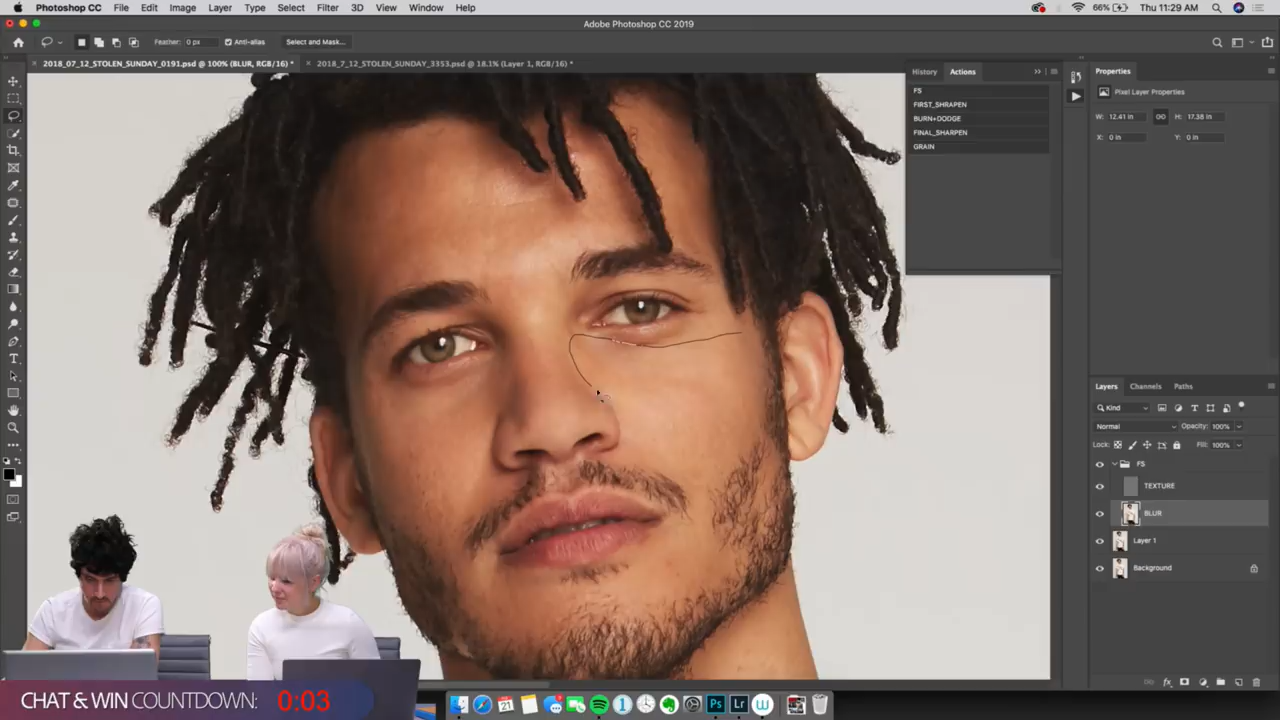 Photoshop CC File Edit Image Layer Type Select Filter 3D View Window Help
66% Thu 11:29 AM
Adobe Photoshop CC 2019
Feather: 0 px Anti-alias Select and Mask...
2018_07_12_STOLEN_SUNDAY_0191.psd @ 100% (BLUR, RGB/16) *
2018_7_12_STOLEN_SUNDAY_3353.psd @ 18.1% (Layer 1, RGB/16) *
History Actions
FS
FIRST_SHRAPEN
BURN+DODGE
FINAL_SHARPEN
GRAIN
Properties
Pixel Layer Properties
W: 12.41 in H: 17.38 in
X: 0 in Y: 0 in
Layers Channels Paths
Kind
Normal Opacity: 100%
Lock: Fill: 100%
FS
TEXTURE
BLUR
Layer 1
Background
CHAT & WIN COUNTDOWN: 0:03
Ps Lr